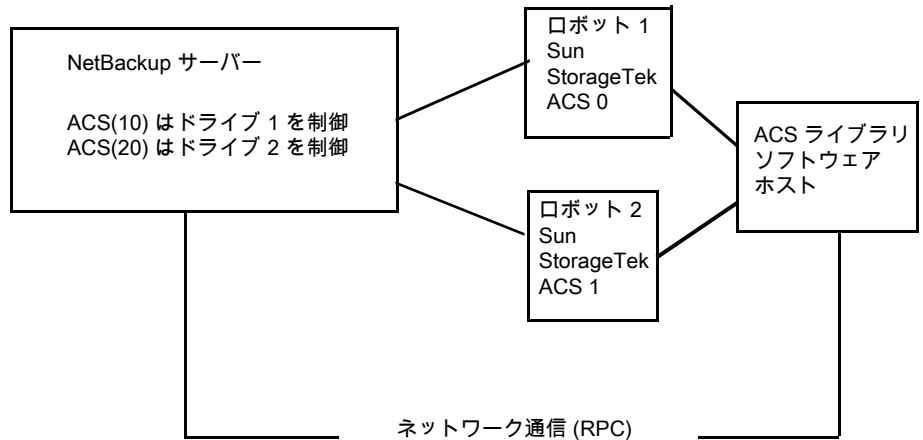 NetBackup サーバー
ACS(10) はドライブ 1 を制御
ACS(20) はドライブ 2 を制御
ロボット 1
Sun
StorageTek
ACS 0
ロボット 2
Sun
StorageTek
ACS 1
ACS ライブラリ
ソフトウェア
ホスト
ネットワーク通信 (RPC)